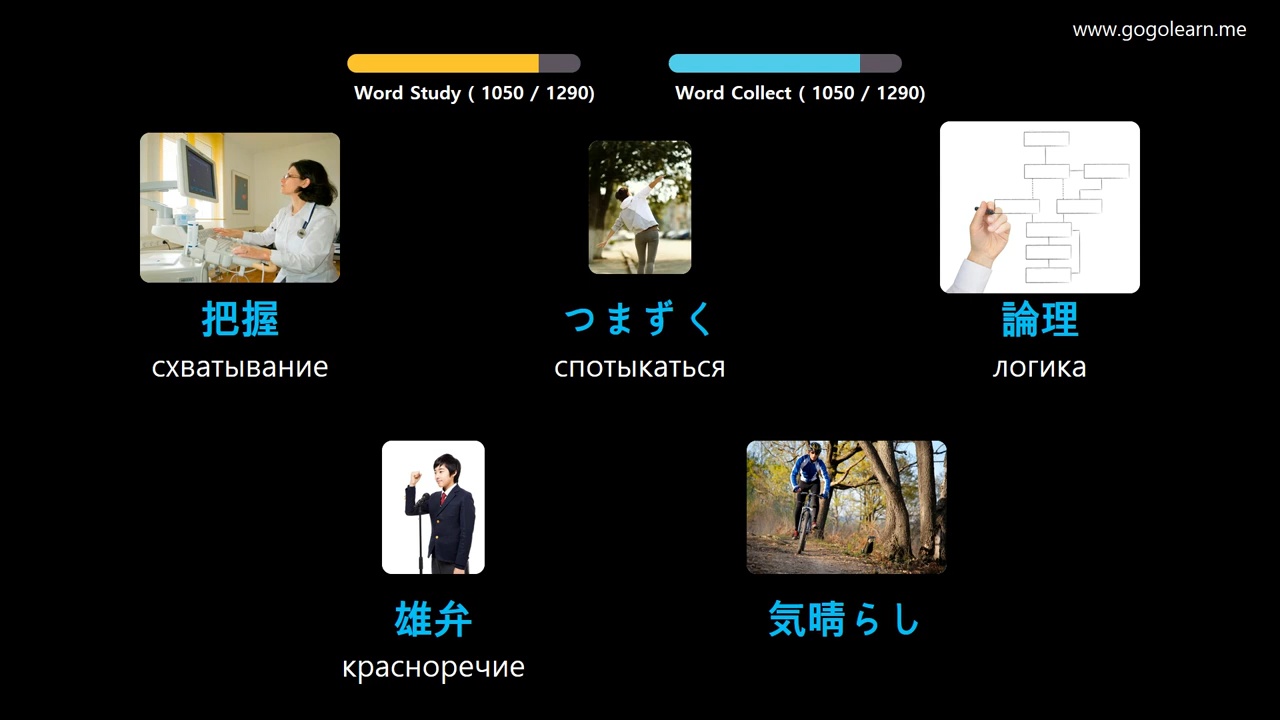 www.gogolearn.me
Word Study ( 1050 / 1290)
Word Collect ( 1050 / 1290)
把握
схватывание
つまずく
спотыкаться
論理
логика
雄弁
красноречие
気晴らし